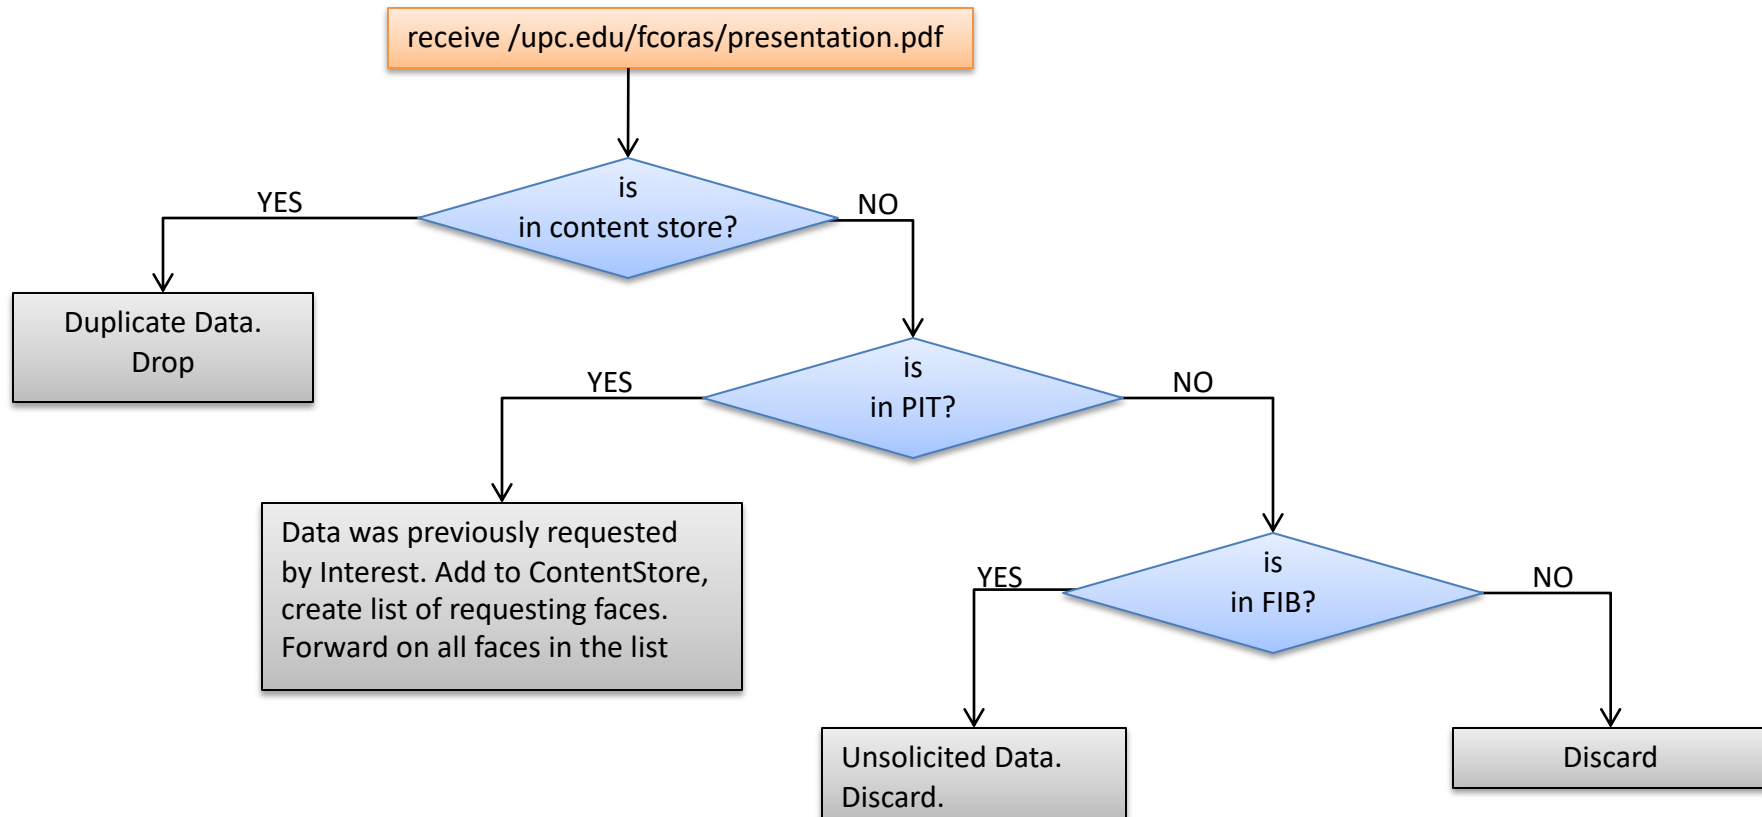 receive /upc.edu/fcoras/presentation.pdf
is
in content store?
YES
NO
Duplicate Data.
Drop
is
in PIT?
YES
NO
Data was previously requested
by Interest. Add to ContentStore,
create list of requesting faces.
Forward on all faces in the list
is
in FIB?
YES
NO
Unsolicited Data.
Discard.
Discard